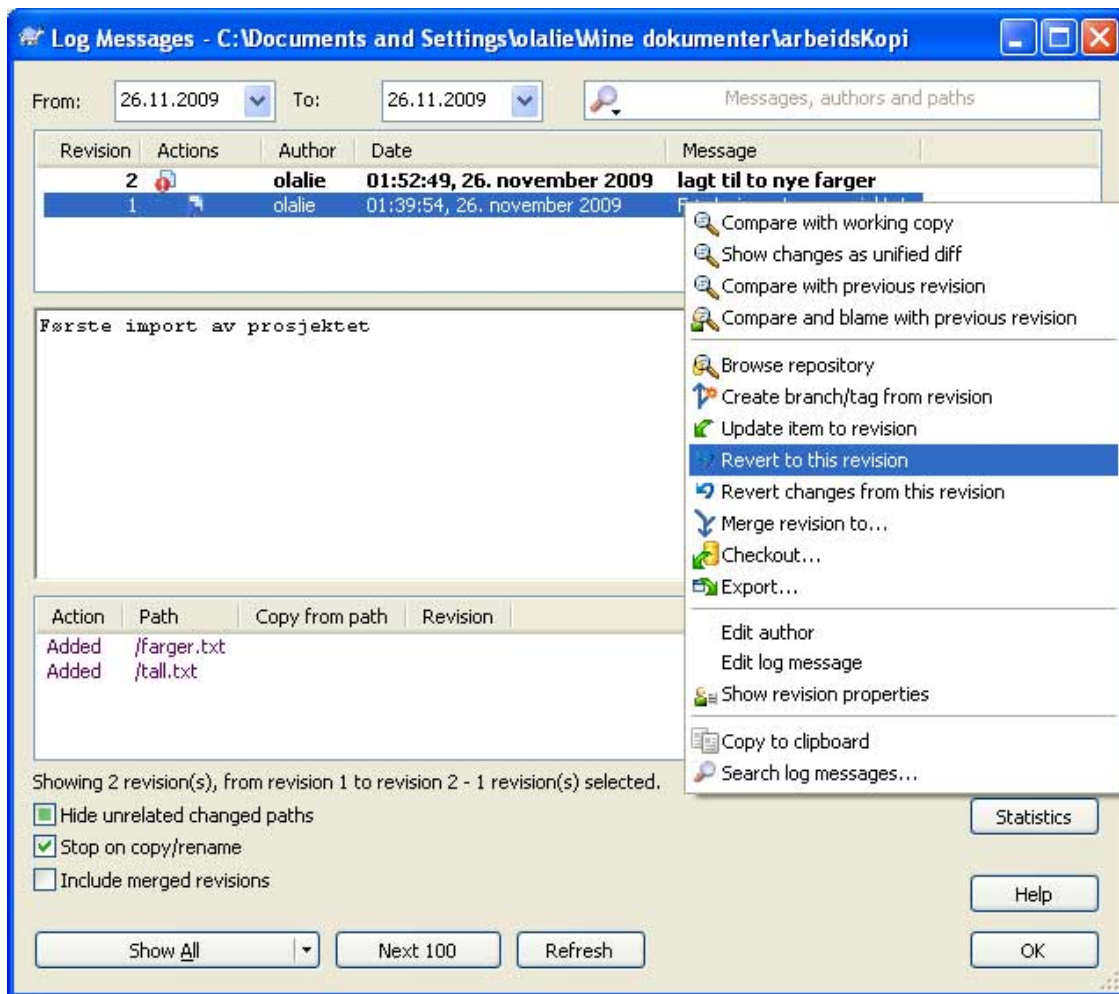 Log Messages - C:\Documents and Settings\olalie\Mine dokumenter\arbeidsKopi
From: 26.11.2009 To: 26.11.2009 Messages, authors and paths
Revision Actions Author Date Message
2 olalie 01:52:49, 26. november 2009 lagt til to nye farger
1 olalie 01:39:54, 26. november 2009
Compare with working copy
Show changes as unified diff
Compare with previous revision
Compare and blame with previous revision
Browse repository
Create branch/tag from revision
Update item to revision
Revert to this revision
Revert changes from this revision
Merge revision to...
Checkout...
Export...
Edit author
Edit log message
Show revision properties
Copy to clipboard
Search log messages...
Første import av prosjektet
Action Path Copy from path Revision
Added /farger.txt
Added /tall.txt
Showing 2 revision(s), from revision 1 to revision 2 - 1 revision(s) selected.
Hide unrelated changed paths
Statistics
Stop on copy/rename
Include merged revisions
Help
Show All Next 100 Refresh OK